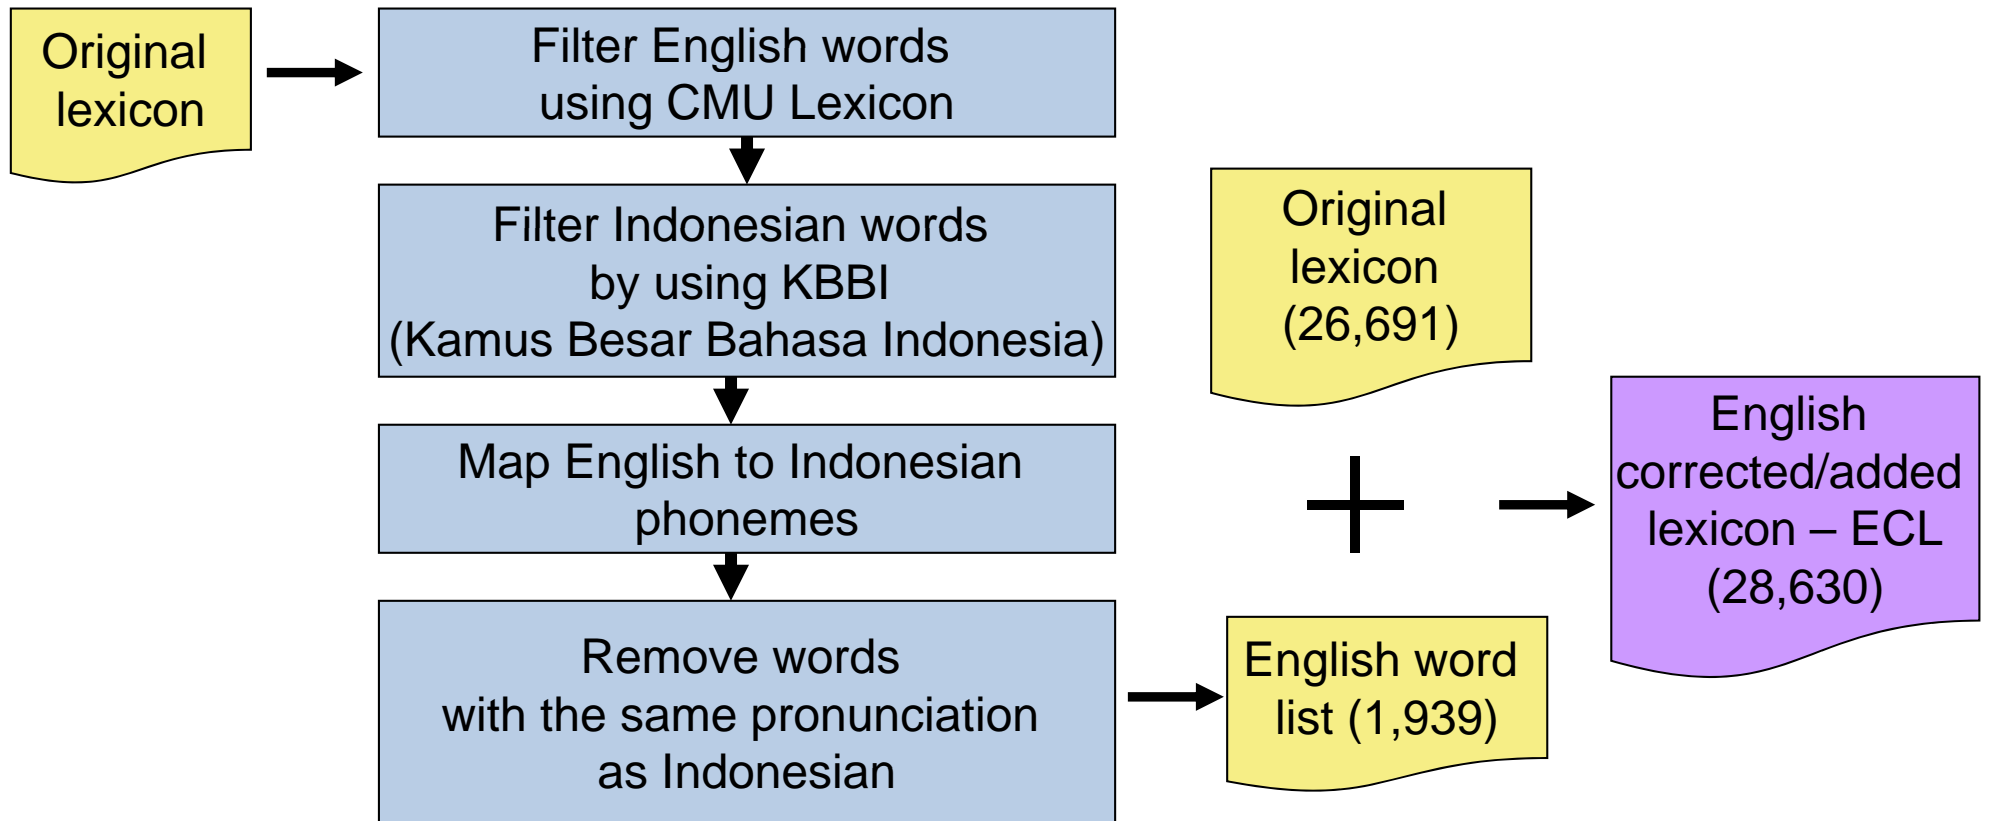 Original
lexicon
Filter English words
using CMU Lexicon
Filter Indonesian words
by using KBBI
(Kamus Besar Bahasa Indonesia)
Map English to Indonesian
phonemes
Remove words
with the same pronunciation
as Indonesian
Original
lexicon
(26,691)
+
English word
list (1,939)
English
corrected/added
lexicon – ECL
(28,630)